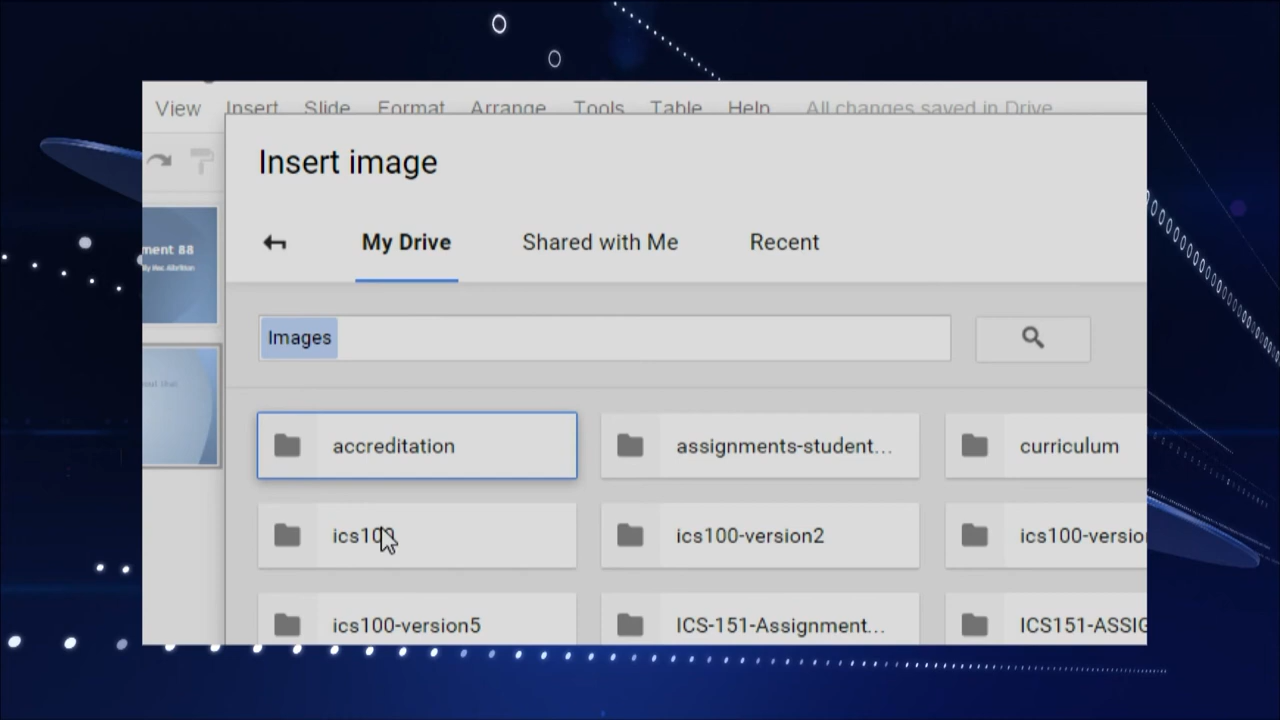 View Insert Slide Format Arrange Tools Table Help All changes saved in Drive
Insert image
My Drive Shared with Me Recent
ment 88
Images
accreditation assignments-student... curriculum
ics100 ics100-version2 ics100-versio
ics100-version5 ICS-151-Assignment... ICS151-ASSIG